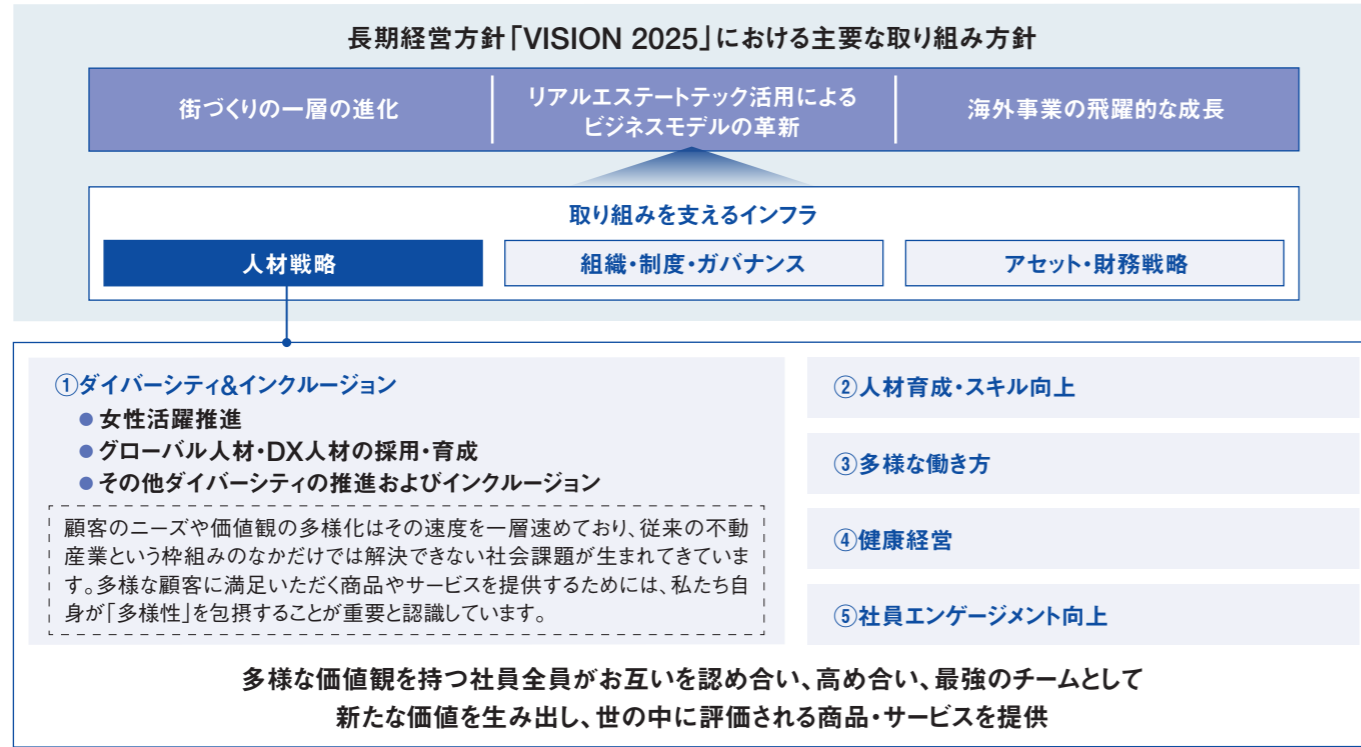 長期経営方針「VISION 2025」における主要な取り組み方針
街づくりの一層の進化
リアルエステートテック活用による
ビジネスモデルの革新
海外事業の飛躍的な成長
取り組みを支えるインフラ
人材戦略
組織・制度・ガバナンス
アセット・財務戦略
①ダイバーシティ&インクルージョン
● 女性活躍推進
● グローバル人材・DX人材の採用・育成
● その他ダイバーシティの推進およびインクルージョン
顧客のニーズや価値観の多様化はその速度を一層速めており、従来の不動
産業という枠組みのなかだけでは解決できない社会課題が生まれてきていま
す。多様な顧客に満足いただく商品やサービスを提供するためには、私たち自
身が「多様性」を包摂することが重要と認識しています。
②人材育成・スキル向上
③多様な働き方
④健康経営
⑤社員エンゲージメント向上
多様な価値観を持つ社員全員がお互いを認め合い、高め合い、最強のチームとして
新たな価値を生み出し、世の中に評価される商品・サービスを提供